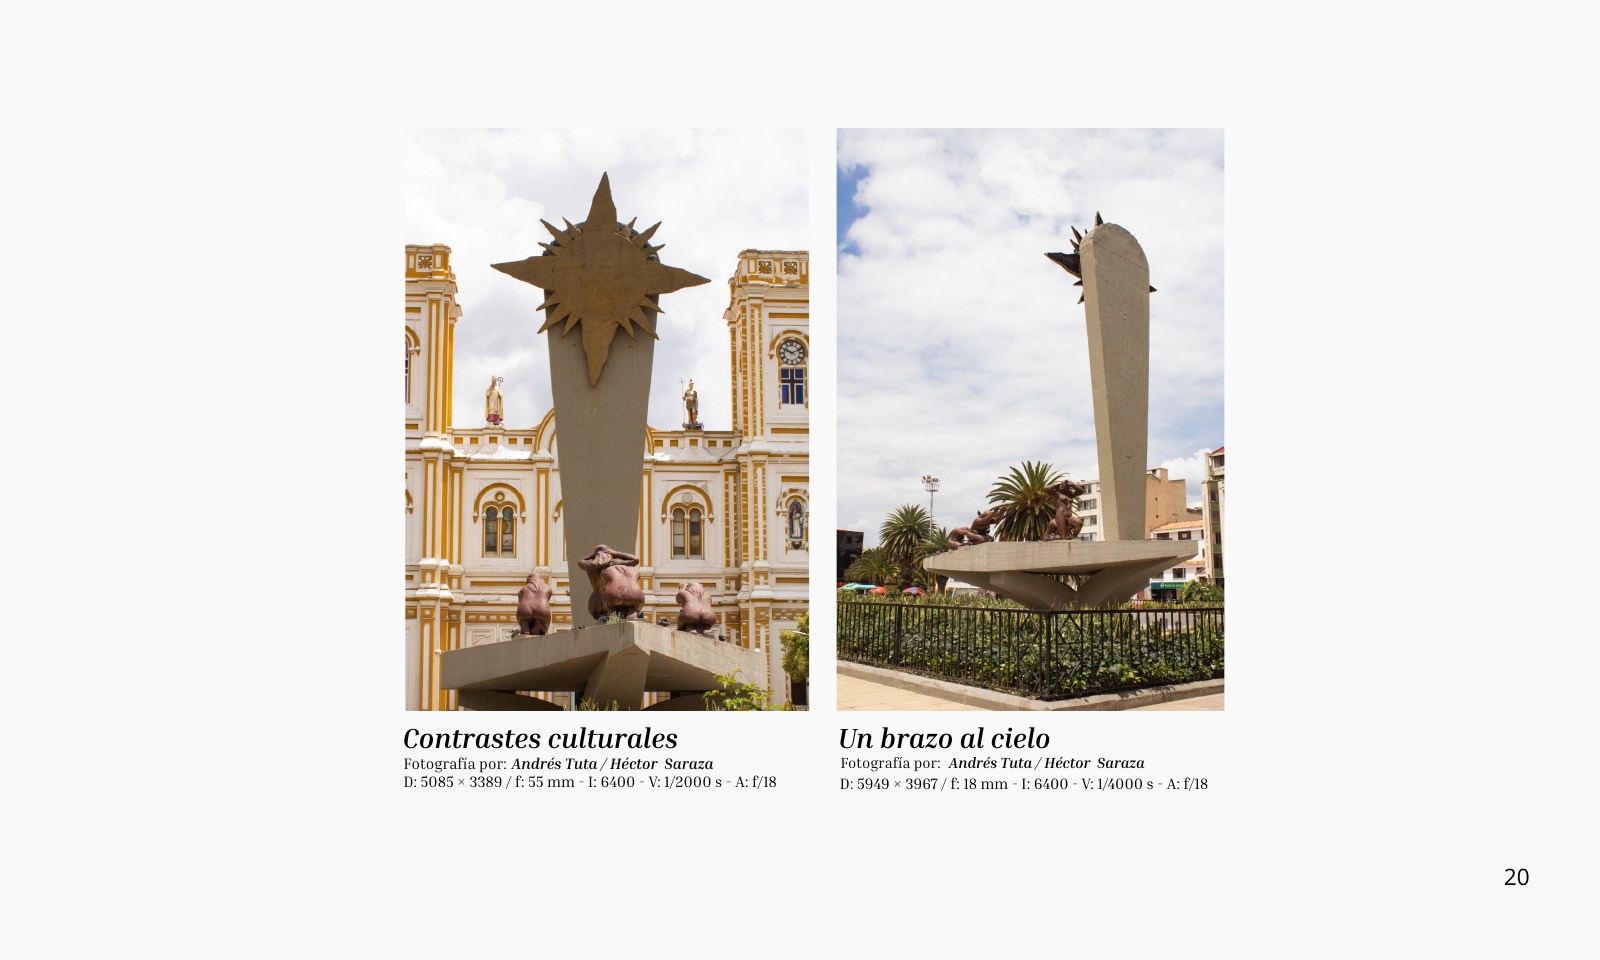 Contrastes culturales
Fotografía por: Andrés Tuta / Héctor Saraza
D: 5085 × 3389 / f: 55 mm - I: 6400 - V: 1/2000 s - A: f/18
Un brazo al cielo
Fotografía por: Andrés Tuta / Héctor Saraza
D: 5949 × 3967 / f: 18 mm - I: 6400 - V: 1/4000 s - A: f/18
20